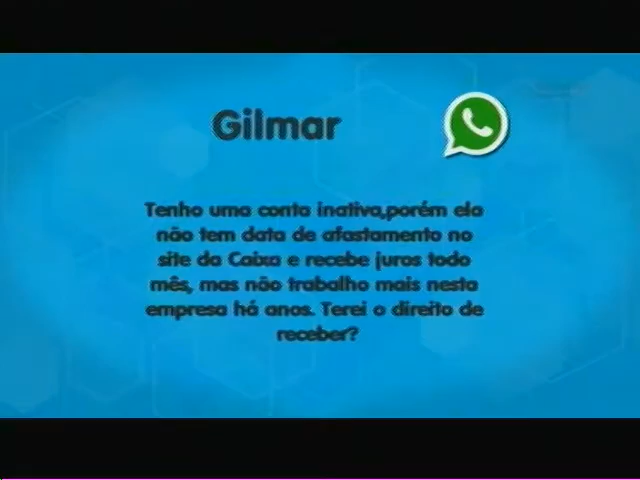 Gilmar
Tenho uma conta inativa,porém ela
não tem data de afastamento no
site da Caixa e recebe juros todo
mês, mas não trabalho mais nesta
empresa há anos. Terei o direito de
receber?